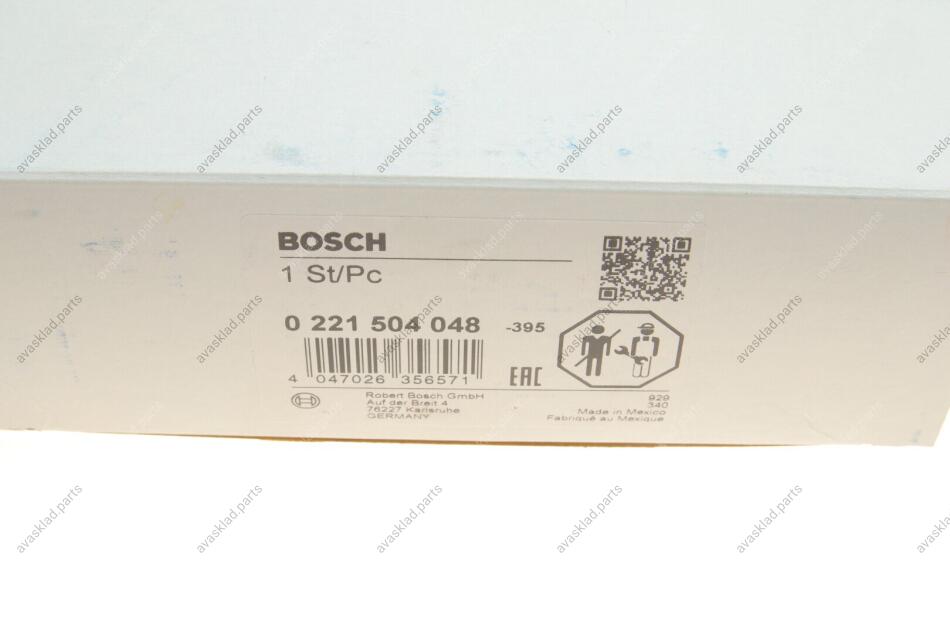 BOSCH
1 St/Pc
0 221 504 048 -395
4 047026 356571
EAC
Robert Bosch GmbH
Auf der Breit 4
76227 Karlsruhe
GERMANY
929
340
Made in Mexico
Fabriqué au Mexique
avasklad.parts